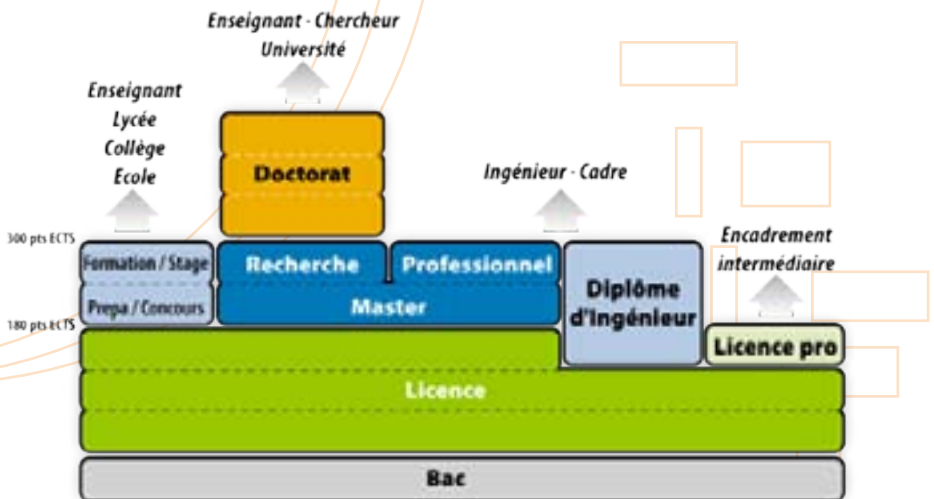 Enseignant - Chercheur
Université
Enseignant
Lycée
Collège
Ecole
Doctorat
Ingénieur - Cadre
300 pts ECTS
Encadrement
intermédiaire
Formation / Stage
Recherche
Professionnel
Prepa / Concours
Master
Diplôme
d'ingénieur
180 pts ECTS
Licence pro
Licence
Bac